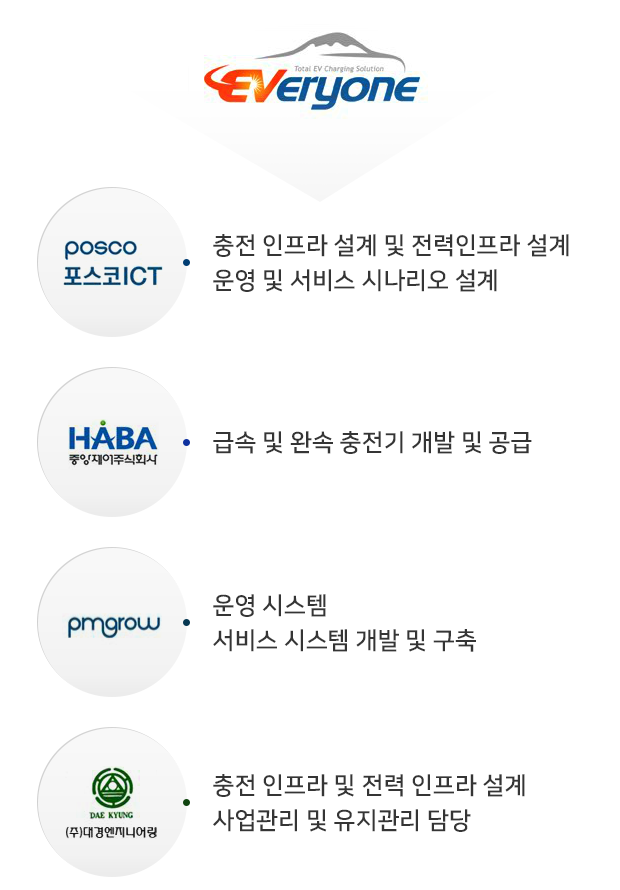 Total EV Charging Solution
EVeryone
posco
포스코ICT
충전 인프라 설계 및 전력인프라 설계
운영 및 서비스 시나리오 설계
HABA
중앙제어주식회사
급속 및 완속 충전기 개발 및 공급
pmgrow
운영 시스템
서비스 시스템 개발 및 구축
DAE KYUNG
(주)대경엔지니어링
충전 인프라 및 전력 인프라 설계
사업관리 및 유지관리 담당